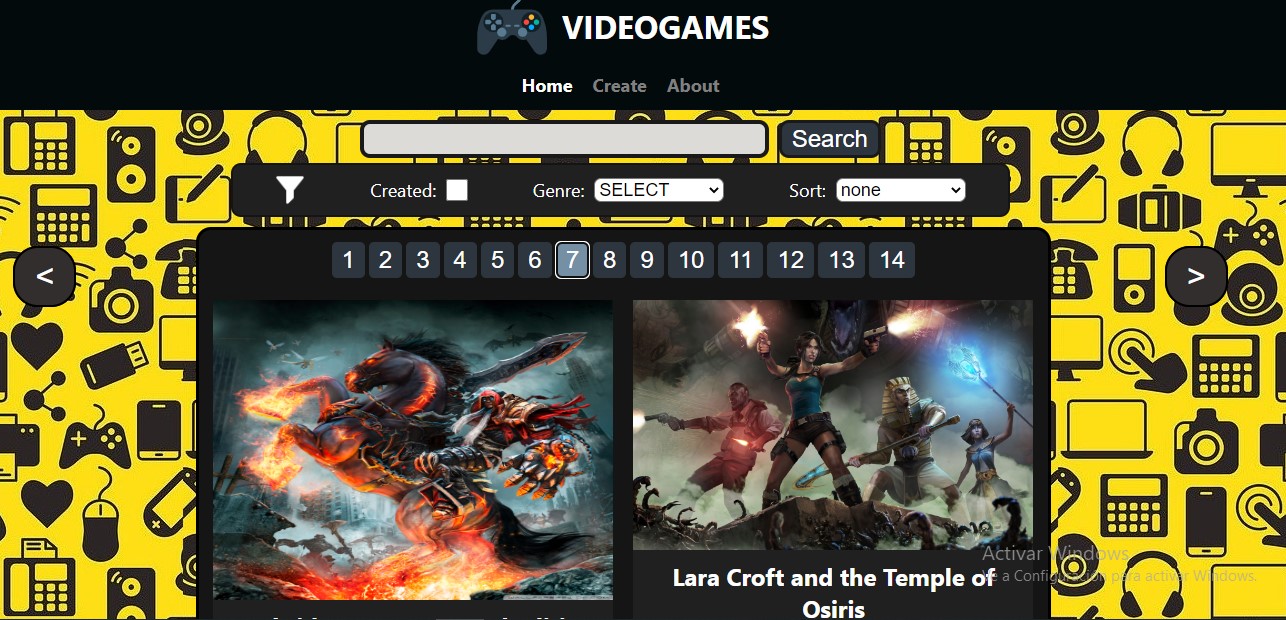 VIDEOGAMES
Home Create About
Search
Created: Genre: SELECT Sort: none
< >
1 2 3 4 5 6 7 8 9 10 11 12 13 14
Lara Croft and the Temple of
Osiris
Activar Windows
Ve a Configuración para activar Windows.